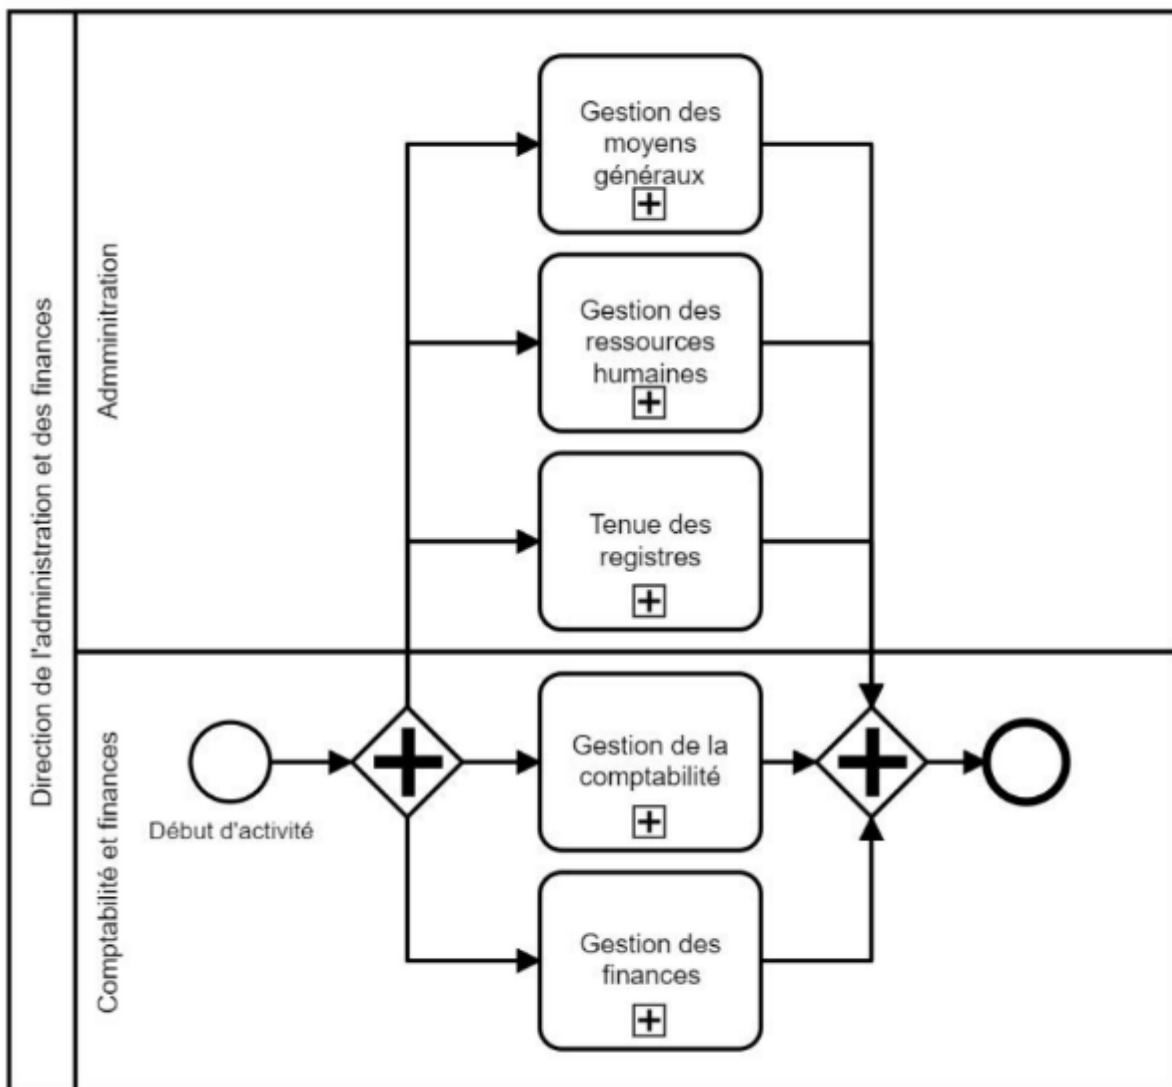 Direction de l'administration et des finances
Admminitration
Gestion des
moyens
généraux
Gestion des
ressources
humaines
Tenue des
registres
Comptabilité et finances
Début d'activité
Gestion de la
comptabilité
Gestion des
finances